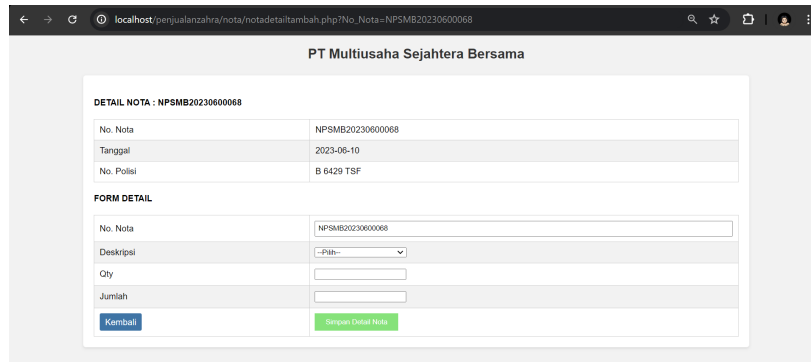 localhost/penjualanzahra/nota/notadetailtambah.php?No_Nota=NPSMB20230600068
PT Multiusaha Sejahtera Bersama
DETAIL NOTA : NPSMB20230600068
No. Nota NPSMB20230600068
Tanggal 2023-06-10
No. Polisi B 6429 TSF
FORM DETAIL
No. Nota NPSMB20230600068
Deskripsi --Pilih--
Qty
Jumlah
Kembali Simpan Detail Nota